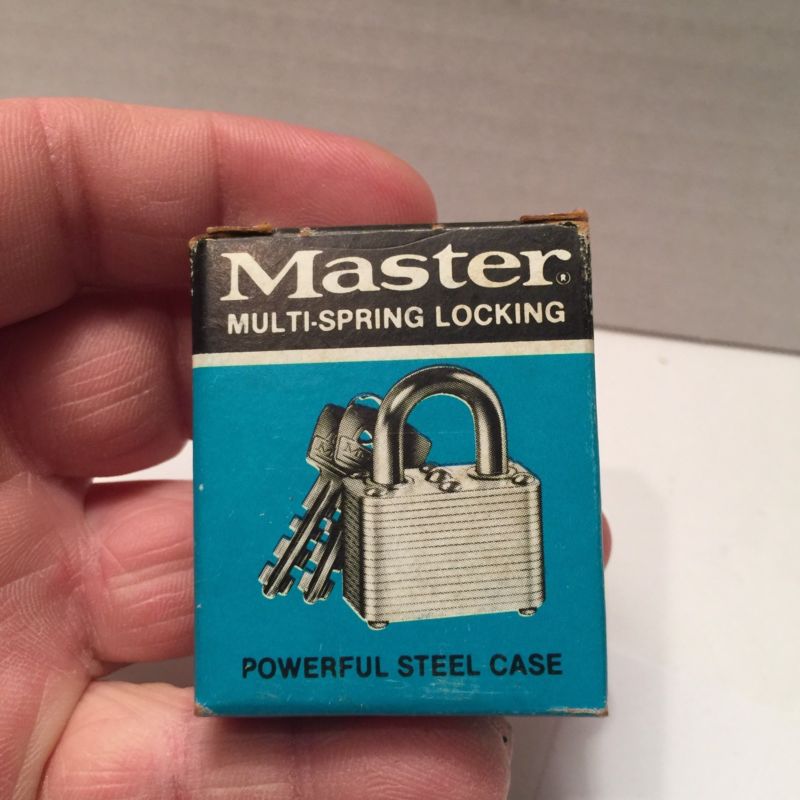 Master®
MULTI-SPRING LOCKING
POWERFUL STEEL CASE